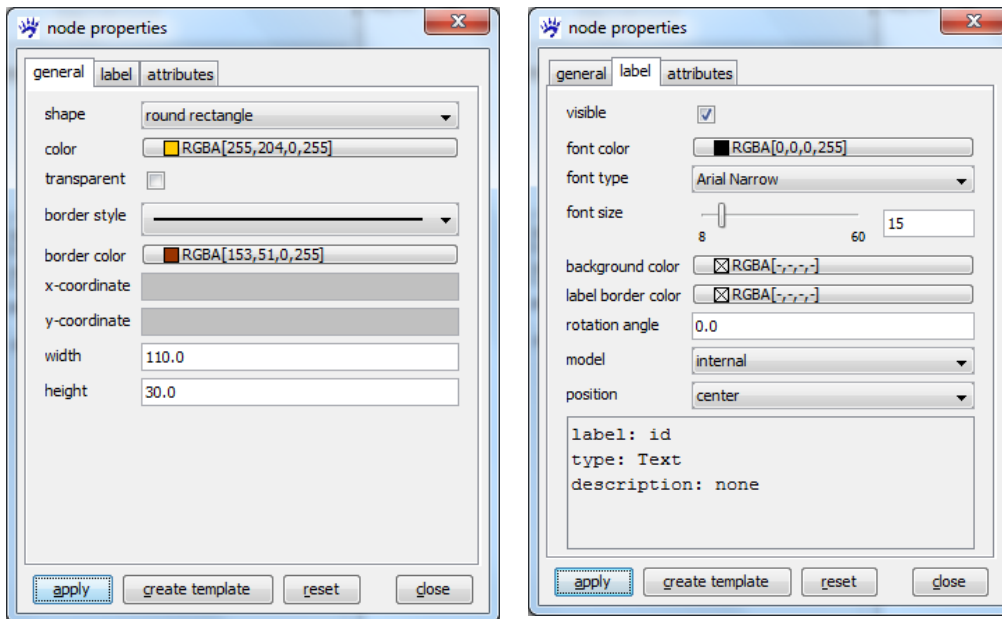 node properties
general label attributes
shape round rectangle
color RGBA[255,204,0,255]
transparent
border style
border color RGBA[153,51,0,255]
x-coordinate
y-coordinate
width 110.0
height 30.0
apply create template reset close
node properties
general label attributes
visible
font color RGBA[0,0,0,255]
font type Arial Narrow
font size 15
8 60
background color RGBA[-,-,-,-]
label border color RGBA[-,-,-,-]
rotation angle 0.0
model internal
position center
label: id
type: Text
description: none
apply create template reset close